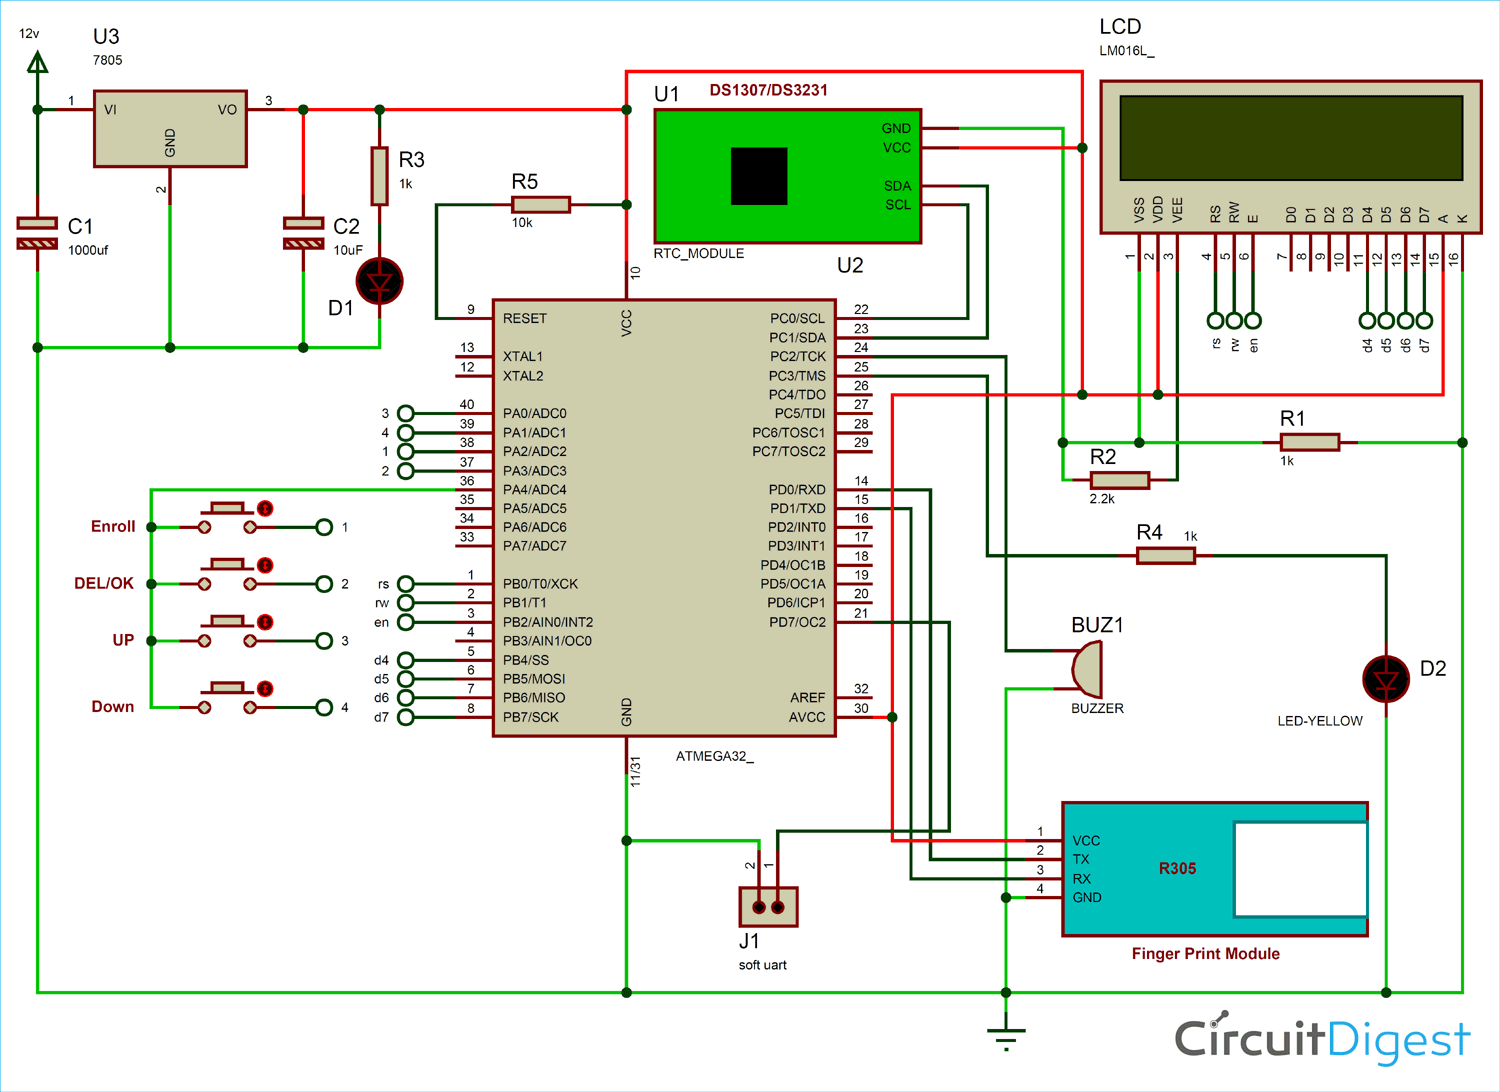 12v
U3
7805
1
VI
VO
3
GND
2
C1
1000uf
C2
10uF
R3
1k
D1
R5
10k
U1
DS1307/DS3231
GND
VCC
SDA
SCL
RTC_MODULE
LCD
LM016L_
VSS
VDD
VEE
RS
RW
E
D0
D1
D2
D3
D4
D5
D6
D7
A
K
1
2
3
4
5
6
7
8
9
10
11
12
13
14
15
16
rs
rw
en
d4
d5
d6
d7
U2
10
VCC
9
RESET
13
XTAL1
12
XTAL2
3
40
PA0/ADC0
4
39
PA1/ADC1
1
38
PA2/ADC2
2
37
PA3/ADC3
36
PA4/ADC4
35
PA5/ADC5
34
PA6/ADC6
33
PA7/ADC7
rs
1
PB0/T0/XCK
rw
2
PB1/T1
en
3
PB2/AIN0/INT2
4
PB3/AIN1/OC0
d4
5
PB4/SS
d5
6
PB5/MOSI
d6
7
PB6/MISO
d7
8
PB7/SCK
PC0/SCL
22
PC1/SDA
23
PC2/TCK
24
PC3/TMS
25
PC4/TDO
26
PC5/TDI
27
PC6/TOSC1
28
PC7/TOSC2
29
PD0/RXD
14
PD1/TXD
15
PD2/INT0
16
PD3/INT1
17
PD4/OC1B
18
PD5/OC1A
19
PD6/ICP1
20
PD7/OC2
21
AREF
32
AVCC
30
GND
11/31
ATMEGA32_
Enroll
1
DEL/OK
2
UP
3
Down
4
R1
1k
R2
2.2k
R4
1k
BUZ1
BUZZER
D2
LED-YELLOW
2
1
J1
soft uart
1
VCC
2
TX
3
RX
4
GND
R305
Finger Print Module
CircuitDigest